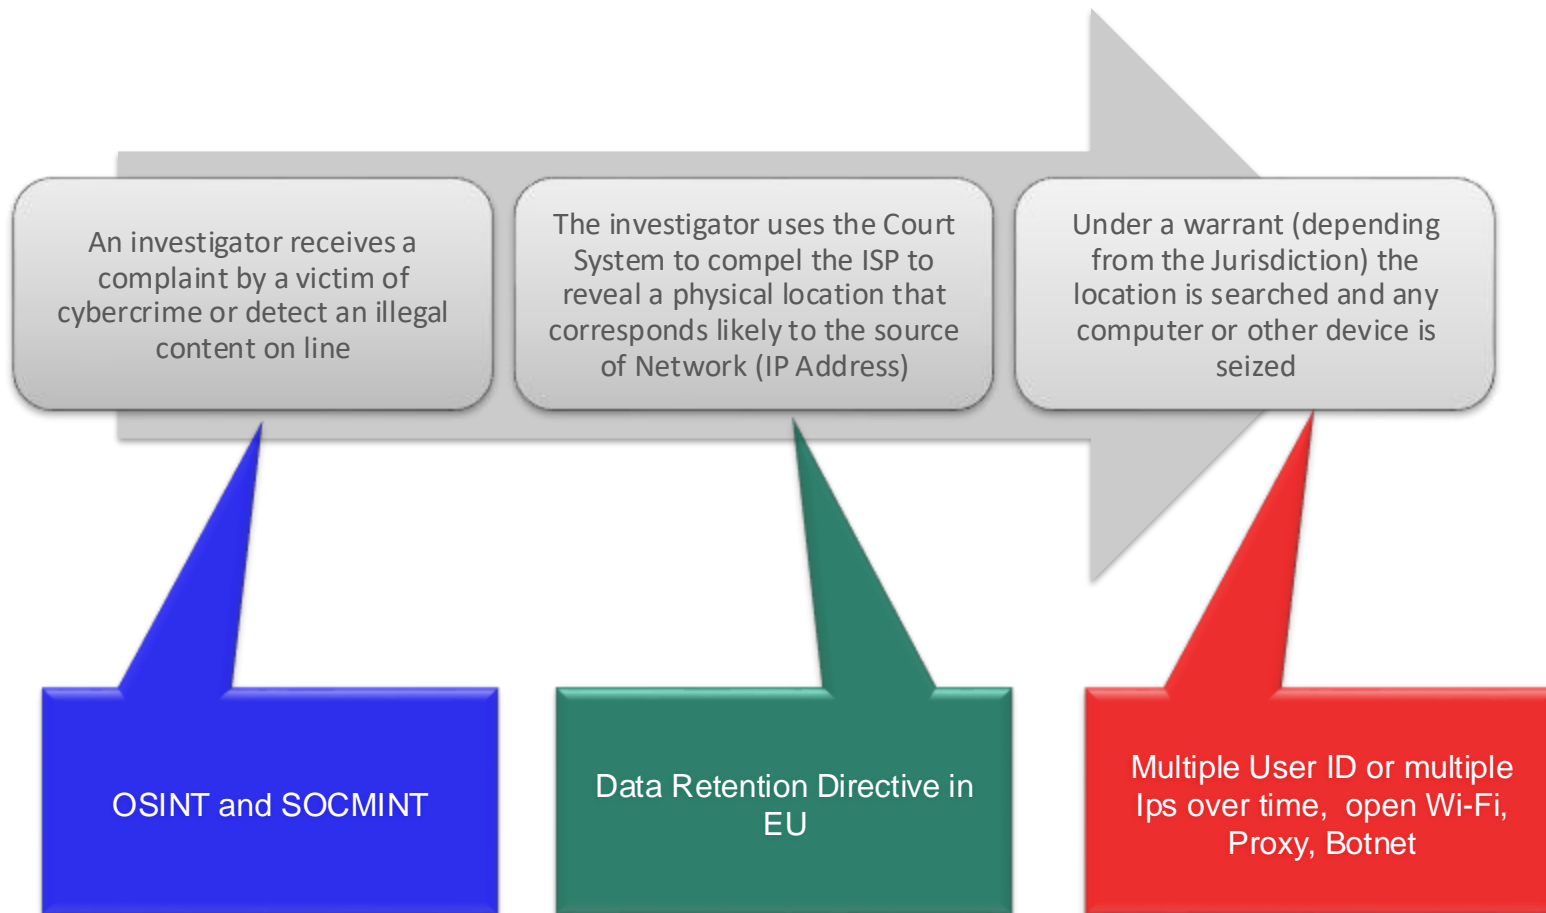 An investigator receives a
complaint by a victim of
cybercrime or detect an illegal
content on line
The investigator uses the Court
System to compel the ISP to
reveal a physical location that
corresponds likely to the source
of Network (IP Address)
Under a warrant (depending
from the Jurisdiction) the
location is searched and any
computer or other device is
seized
OSINT and SOCMINT
Data Retention Directive in
EU
Multiple User ID or multiple
Ips over time, open Wi-Fi,
Proxy, Botnet